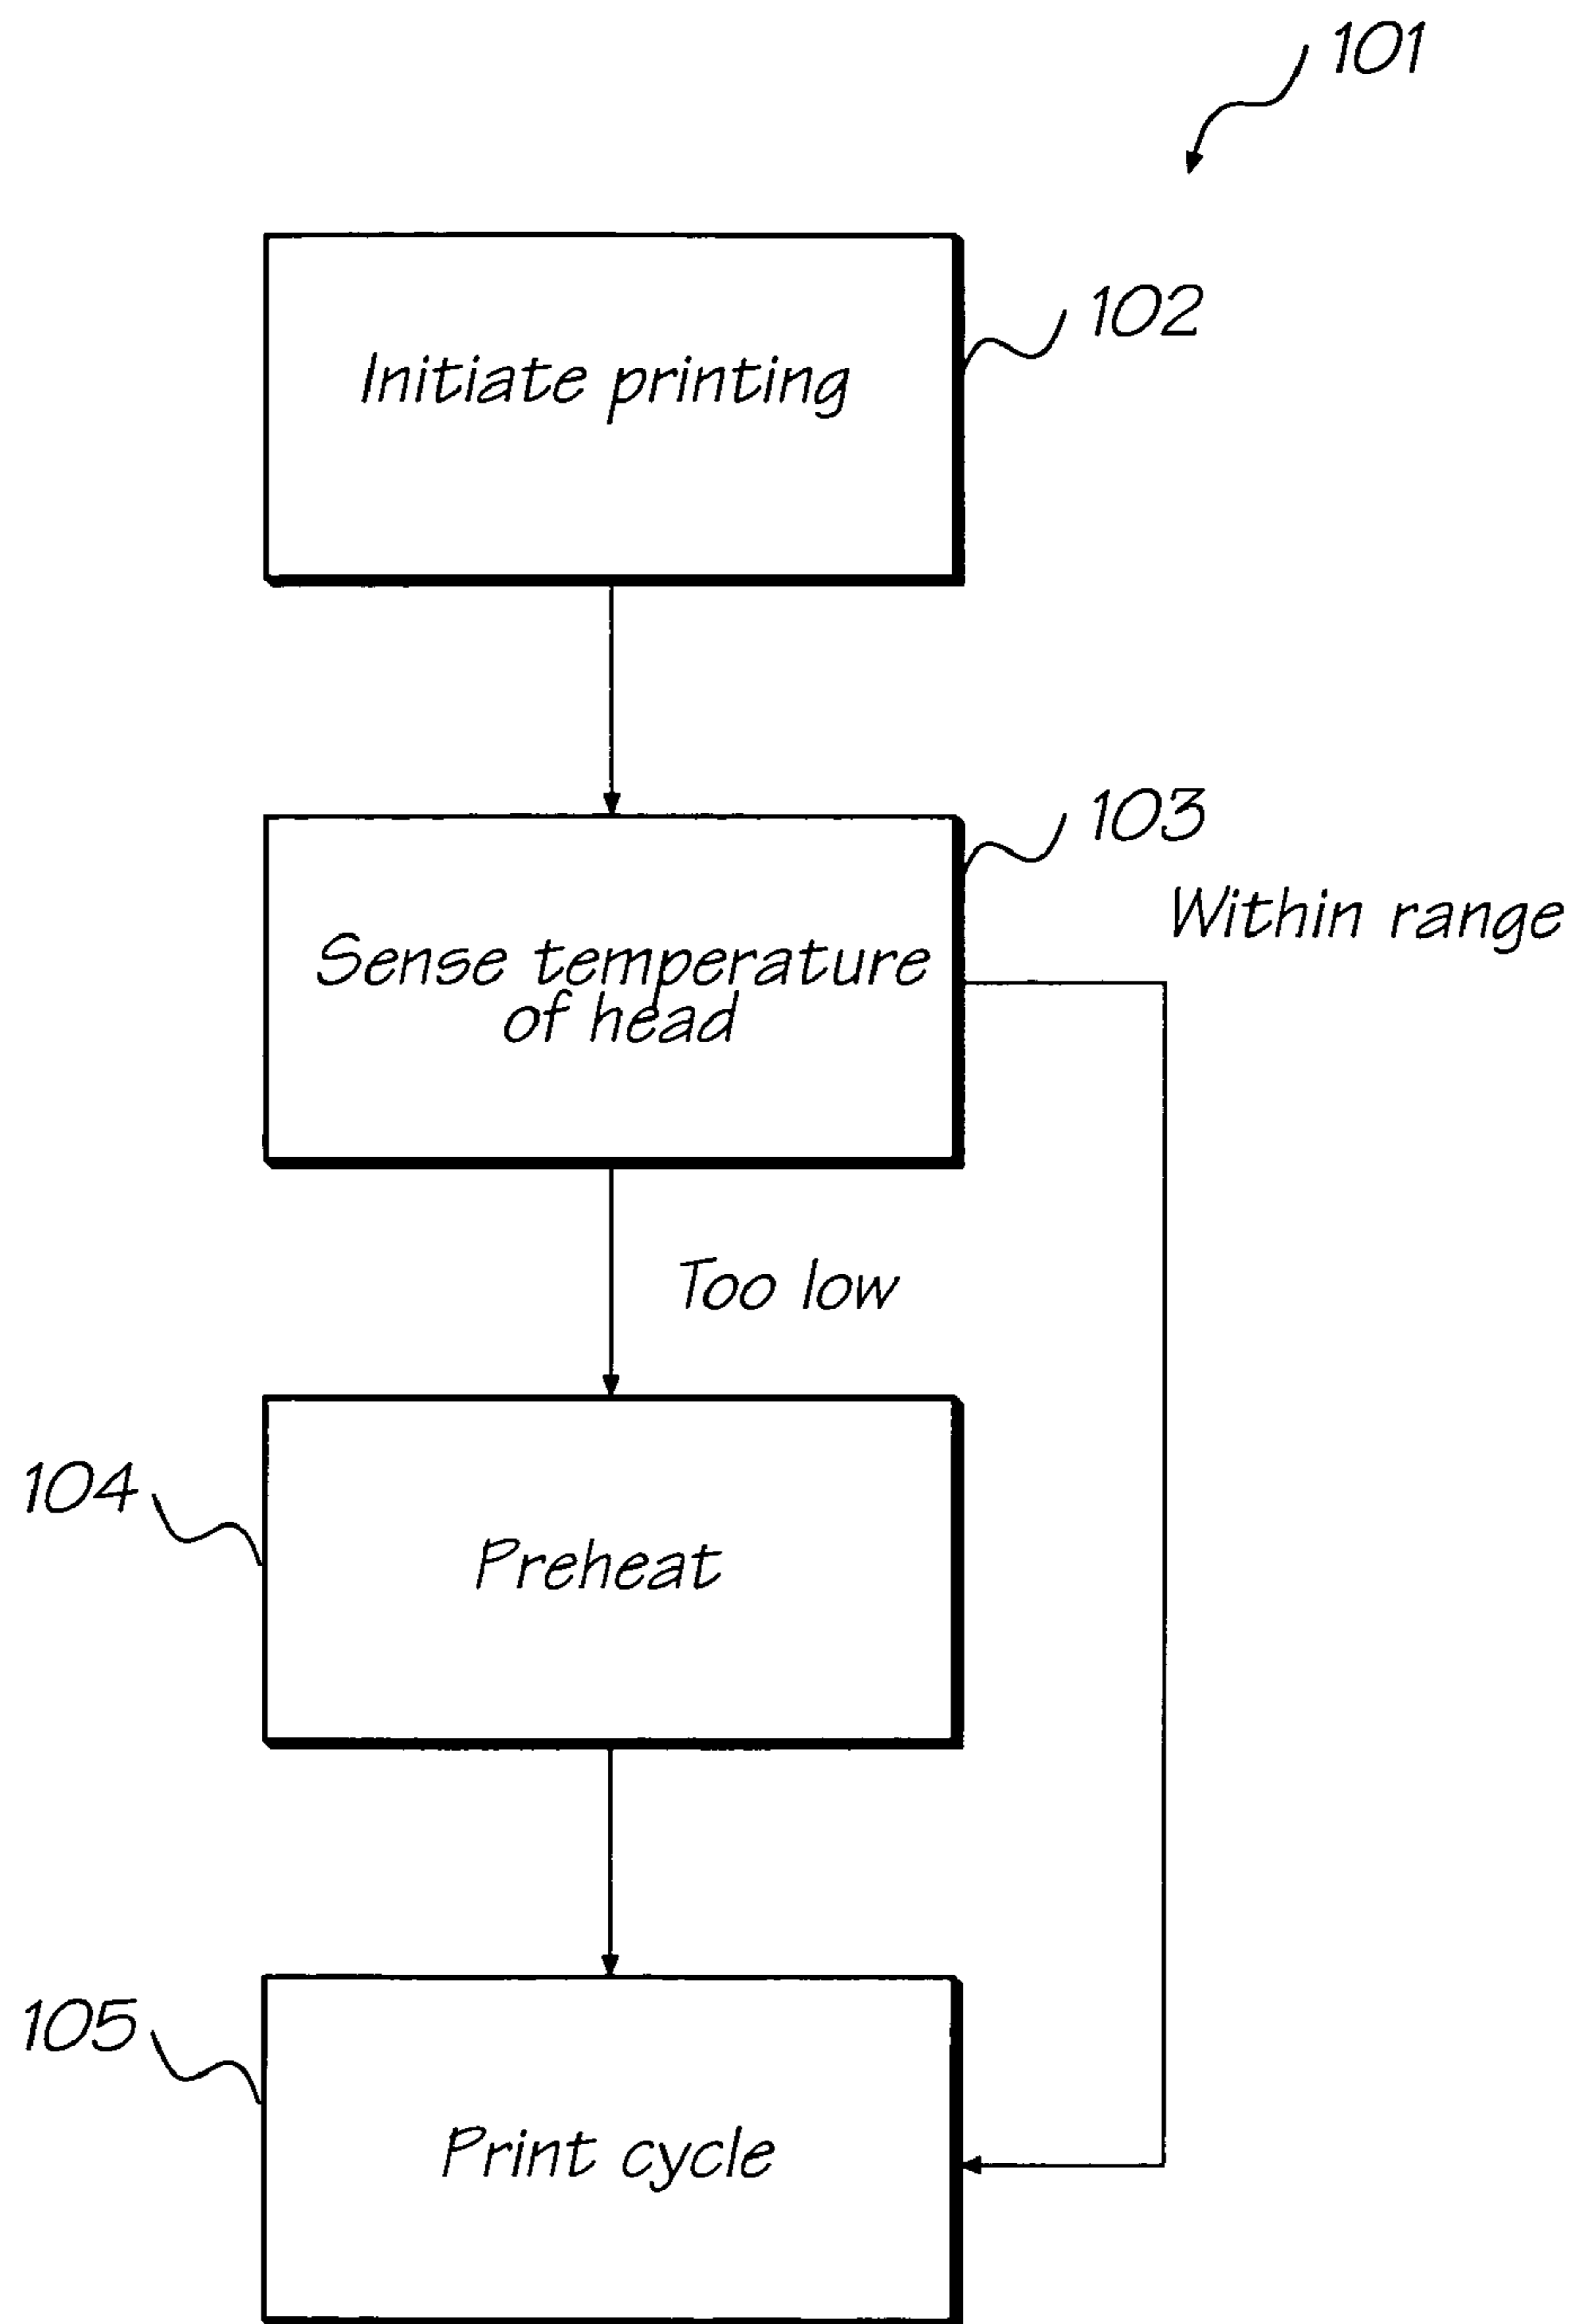 101
Initiate printing
102
103
Within range
Sense temperature
of head
Too low
104
Preheat
105
Print cycle